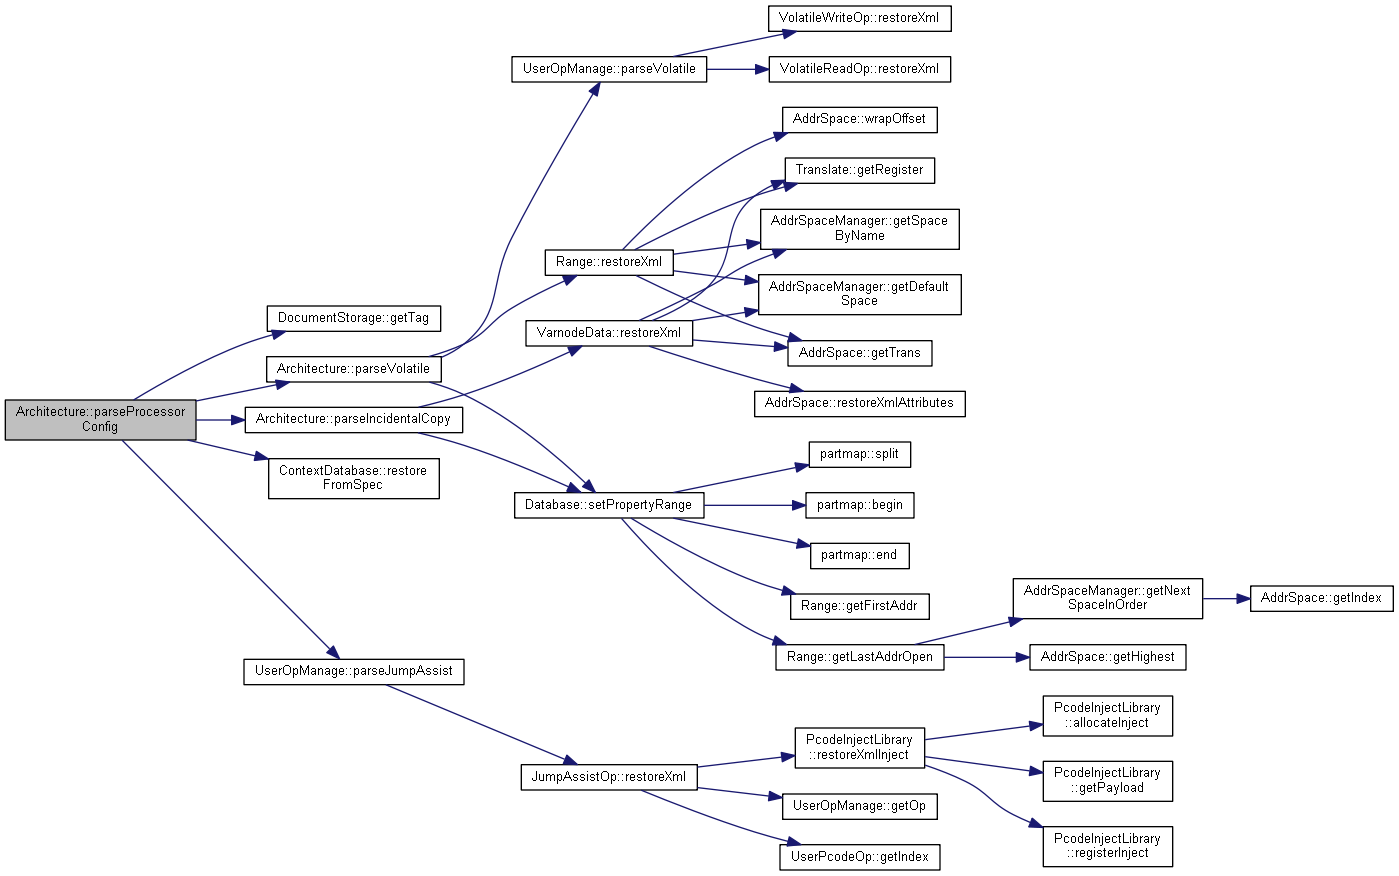 VolatileWriteOp::restoreXml
UserOpManage::parseVolatile
VolatileReadOp::restoreXml
AddrSpace::wrapOffset
Translate::getRegister
AddrSpaceManager::getSpace
ByName
Range::restoreXml
AddrSpaceManager::getDefault
Space
DocumentStorage::getTag
VarnodeData::restoreXml
AddrSpace::getTrans
Architecture::parseVolatile
AddrSpace::restoreXmlAttributes
Architecture::parseProcessor
Config
Architecture::parseIncidentalCopy
partmap::split
ContextDatabase::restore
FromSpec
Database::setPropertyRange
partmap::begin
partmap::end
Range::getFirstAddr
AddrSpaceManager::getNext
SpaceInOrder
AddrSpace::getIndex
Range::getLastAddrOpen
AddrSpace::getHighest
UserOpManage::parseJumpAssist
PcodeInjectLibrary
::allocateInject
PcodeInjectLibrary
::restoreXmlInject
JumpAssistOp::restoreXml
PcodeInjectLibrary
::getPayload
UserOpManage::getOp
PcodeInjectLibrary
::registerInject
UserPcodeOp::getIndex